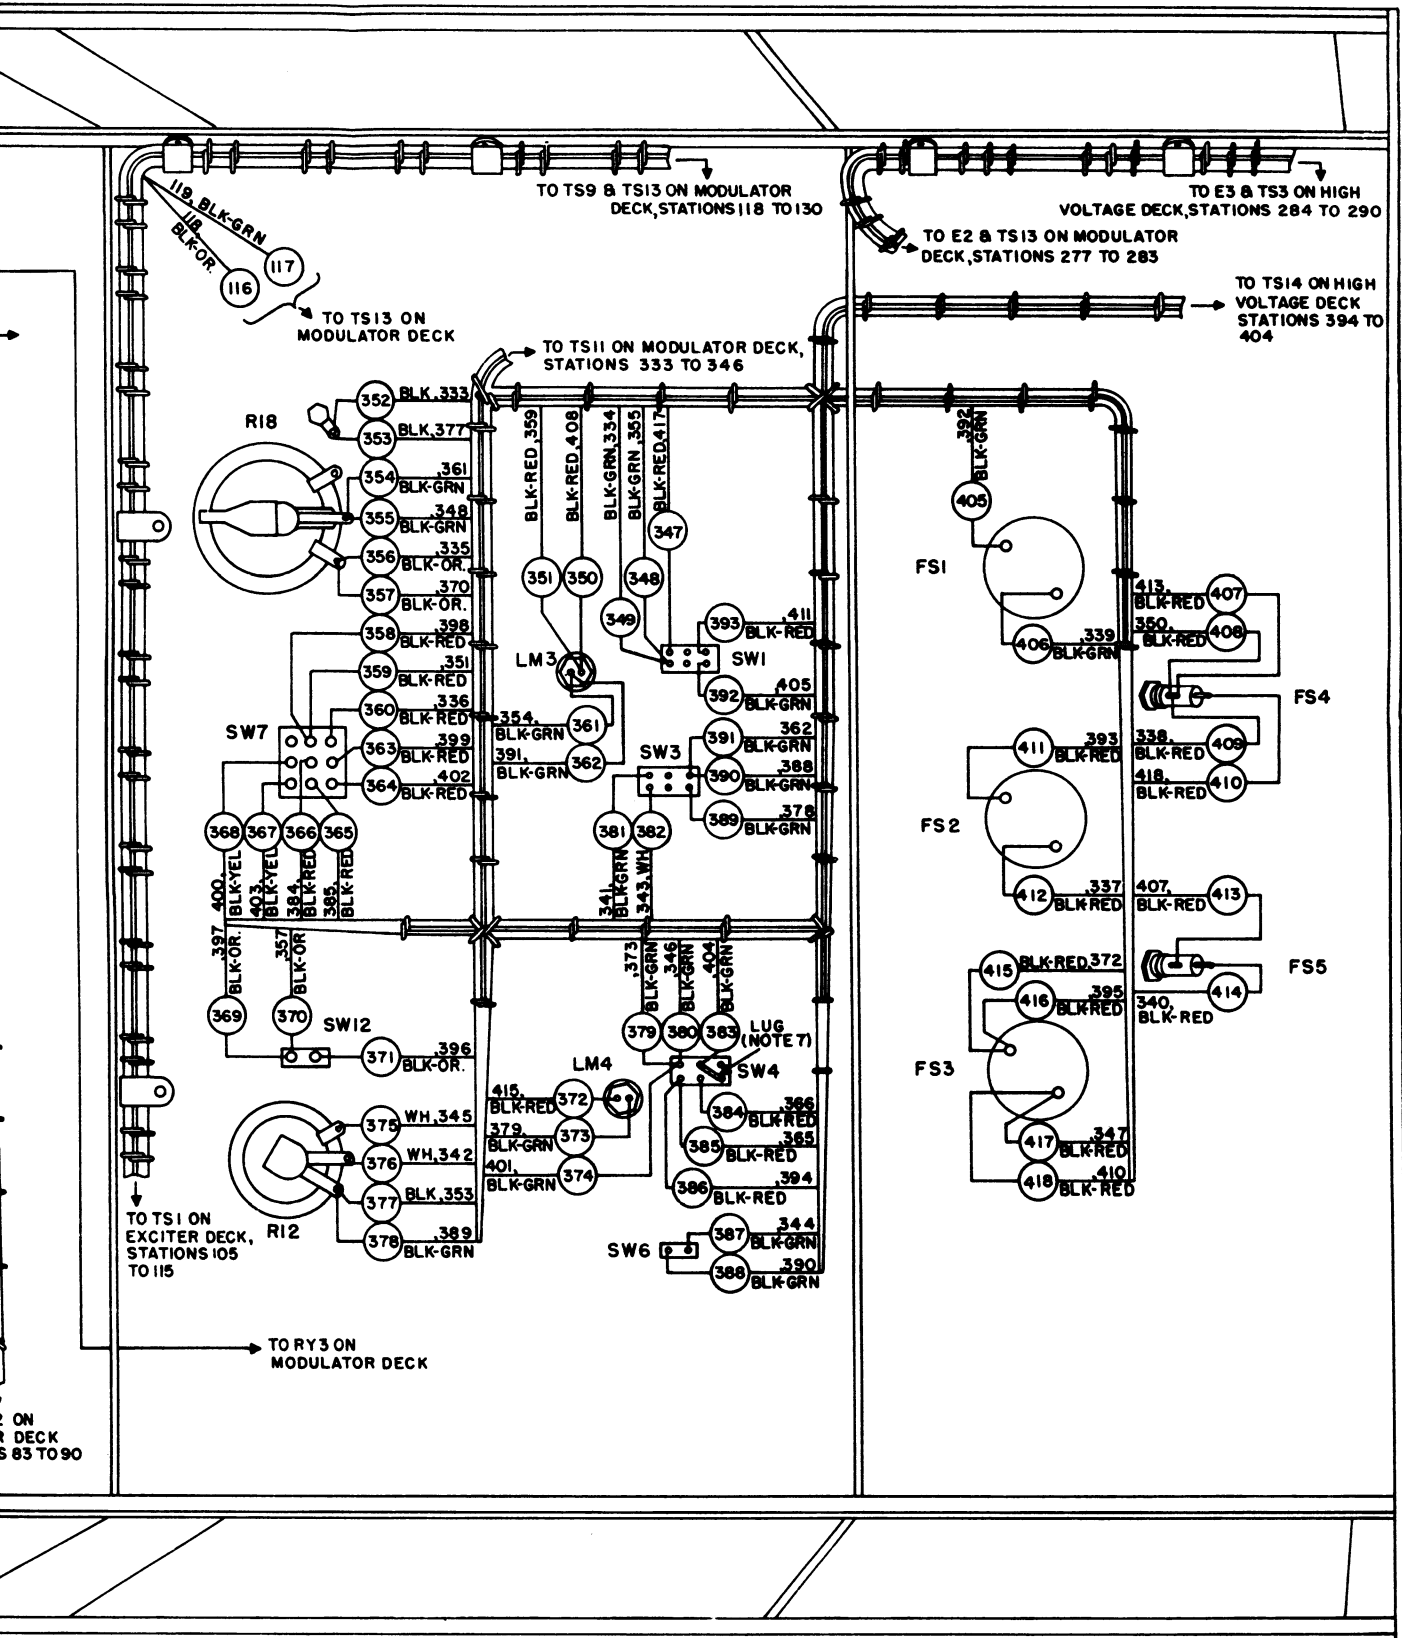 119, BLK-GRN
118, BLK-OR.
117
116
TO TS13 ON
MODULATOR DECK
TO TS9 & TS13 ON MODULATOR
DECK, STATIONS 118 TO 130
TO E3 & TS3 ON HIGH
VOLTAGE DECK, STATIONS 284 TO 290
TO E2 & TS13 ON MODULATOR
DECK, STATIONS 277 TO 283
TO TS14 ON HIGH
VOLTAGE DECK
STATIONS 394 TO
404
TO TS11 ON MODULATOR DECK,
STATIONS 333 TO 346
R18
352 BLK,333
353 BLK,377
354 ,361
BLK-GRN
355 ,348
BLK-GRN
356 ,335
BLK-OR.
357 ,370
BLK-OR.
358 ,398
BLK-RED
359 ,351
BLK-RED
360 ,336
BLK-RED
363 ,399
BLK-RED
364 ,402
BLK-RED
SW7
368 367 366 365
400, BLK-YEL
403, BLK-YEL
384, BLK-RED
385, BLK-RED
,397 BLK-OR.
,357 BLK-OR.
369 370
SW12
371 ,396
BLK-OR.
375 WH,345
376 WH,342
377 BLK,353
378 ,389
BLK-GRN
R12
TO TS1 ON
EXCITER DECK,
STATIONS 105
TO 115
TO RY3 ON
MODULATOR DECK
2 ON
R DECK
S 83 TO 90
BLK-RED,359
BLK-RED,408
BLK-GRN,334
BLK-GRN,355
BLK-RED,417
347
351 350 348
349
LM3
SW1
393 ,411
BLK-RED
392 ,405
BLK-GRN
354, 361
BLK-GRN
391, 362
BLK-GRN
SW3
391 362
BLK-GRN
390 ,388
BLK-GRN
389 ,378
BLK-GRN
381 382
341, BLK-GRN
343,WH
,373 BLK-GRN
,346 BLK-GRN
,404 BLK-GRN
379 380 383
LUG
(NOTE 7)
SW4
LM4
415, 372
BLK-RED
379, 373
BLK-GRN
401, 374
BLK-GRN
384 ,366
BLK-RED
385 ,365
BLK-RED
386 ,394
BLK-RED
SW6
387 ,344
BLK-GRN
388 ,390
BLK-GRN
,392
BLK-GRN
405
FS1
406 ,339
BLK-GRN
413, 407
BLK-RED
350, 408
BLK-RED
FS4
338, 409
BLK-RED
418, 410
BLK-RED
411 ,393
BLK-RED
FS2
412 ,337
BLK-RED
407, 413
BLK-RED
FS5
340, 414
BLK-RED
415 BLK-RED,372
416 ,395
BLK-RED
FS3
417 ,347
BLK-RED
418 ,410
BLK-RED